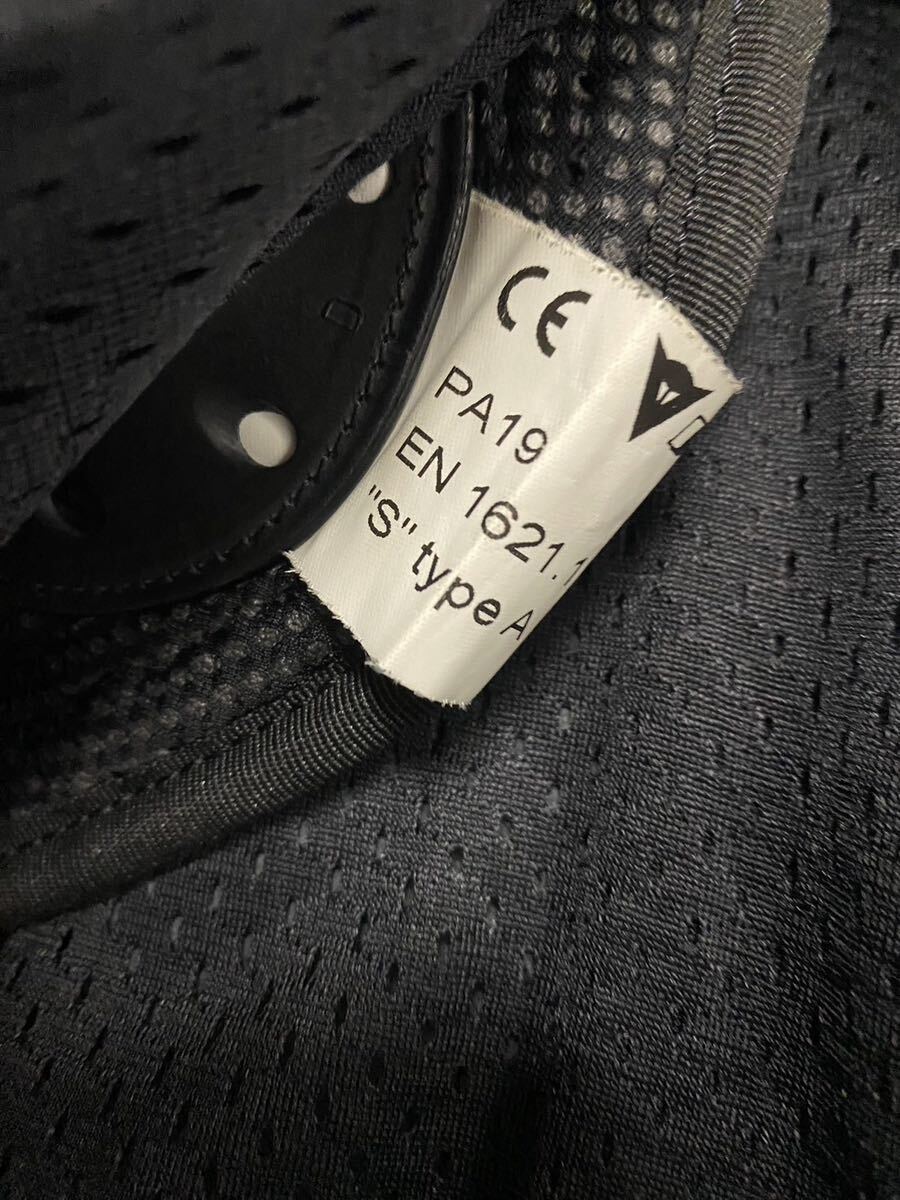 CE
PA19
EN 1621.1
"S" type A